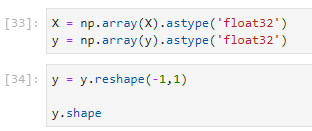 [33]: X = np.array(X).astype('float32')
y = np.array(y).astype('float32')
[34]: y = y.reshape(-1,1)
y.shape